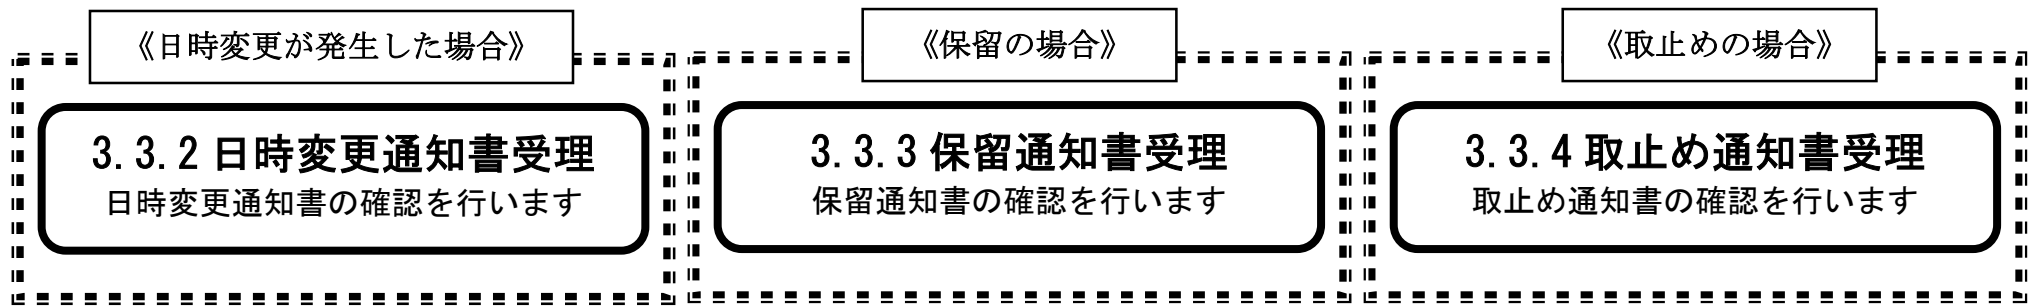 《日時変更が発生した場合》
3.3.2 日時変更通知書受理
日時変更通知書の確認を行います
《保留の場合》
3.3.3 保留通知書受理
保留通知書の確認を行います
《取止めの場合》
3.3.4 取止め通知書受理
取止め通知書の確認を行います